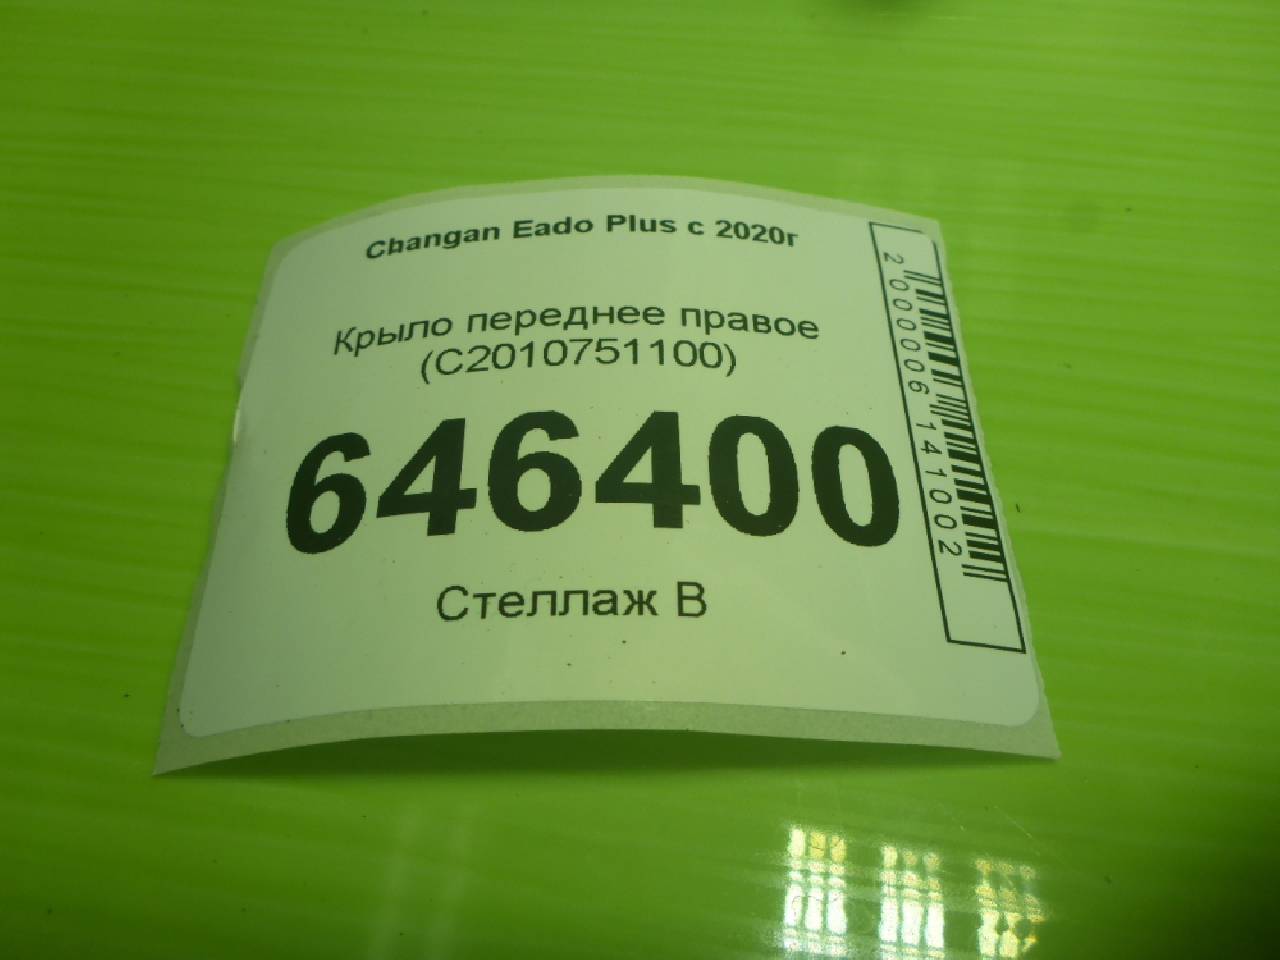 Changan Eado Plus с 2020г
Крыло переднее правое
(C2010751100)
646400
Стеллаж B
2000006141002